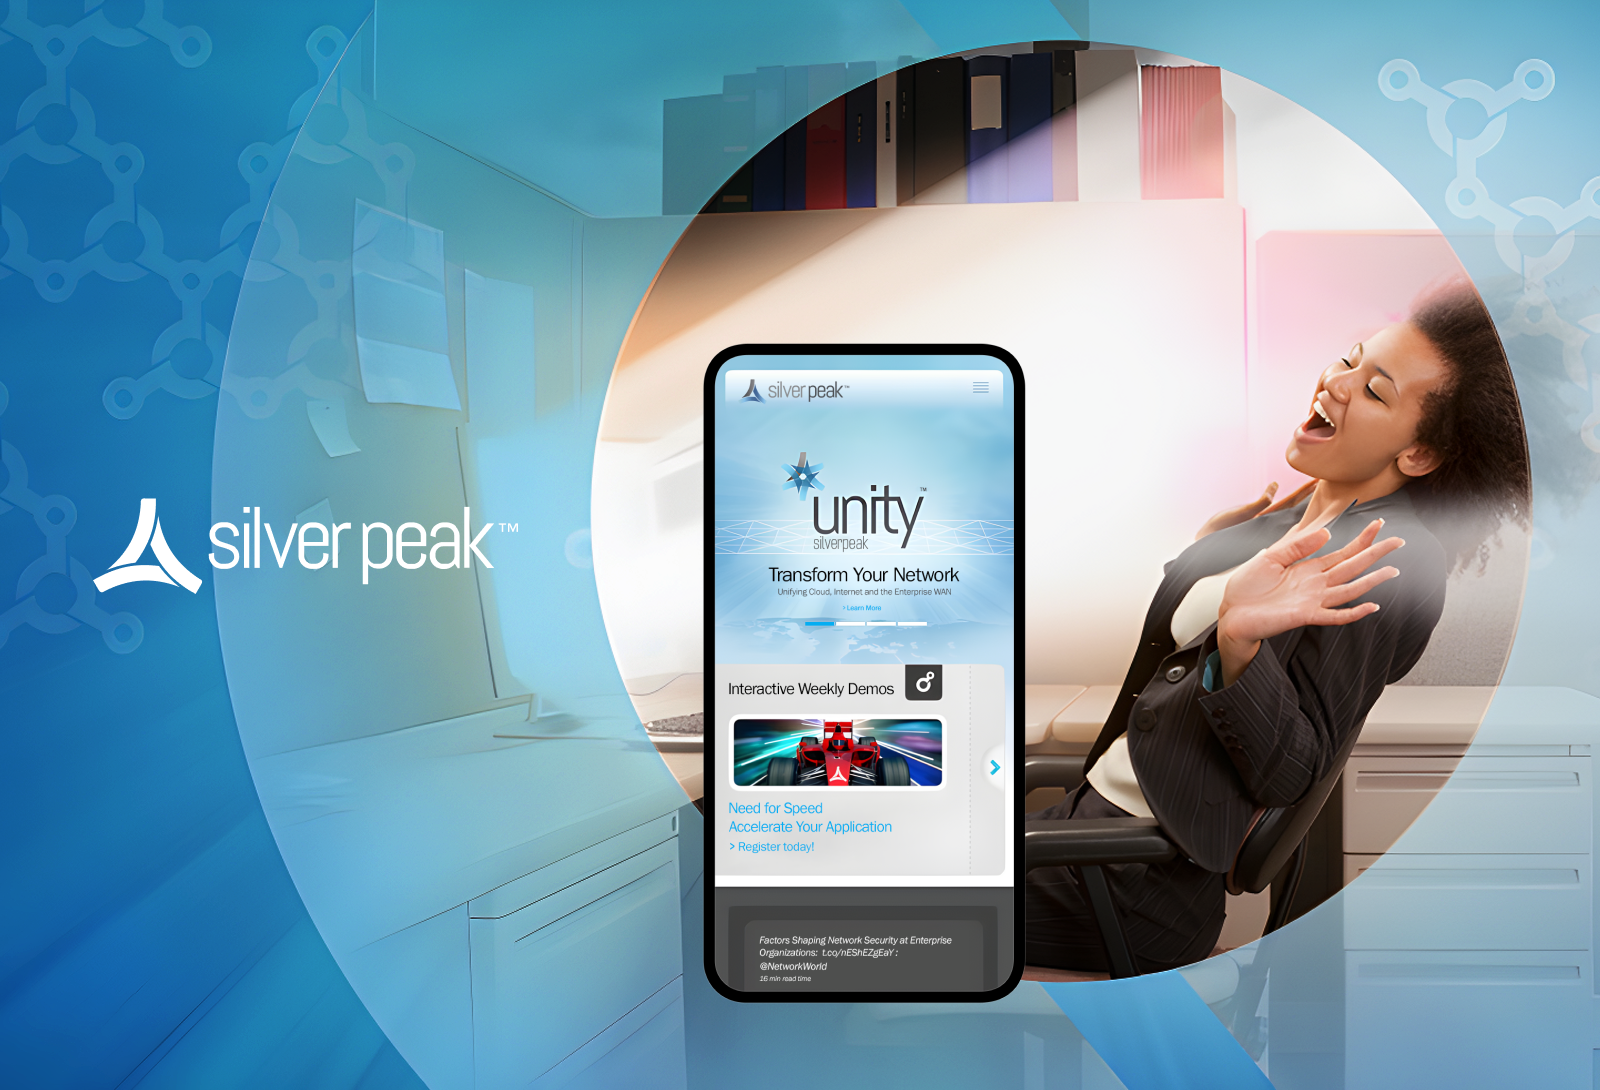 silver peak™
silver peak™
unity™
silverpeak
Transform Your Network
Unifying Cloud, Internet and the Enterprise WAN
› Learn More
Interactive Weekly Demos
Need for Speed
Accelerate Your Application
> Register today!
Factors Shaping Network Security at Enterprise
Organizations: t.co/nEShEZgEaY :
@NetworkWorld
16 min read time